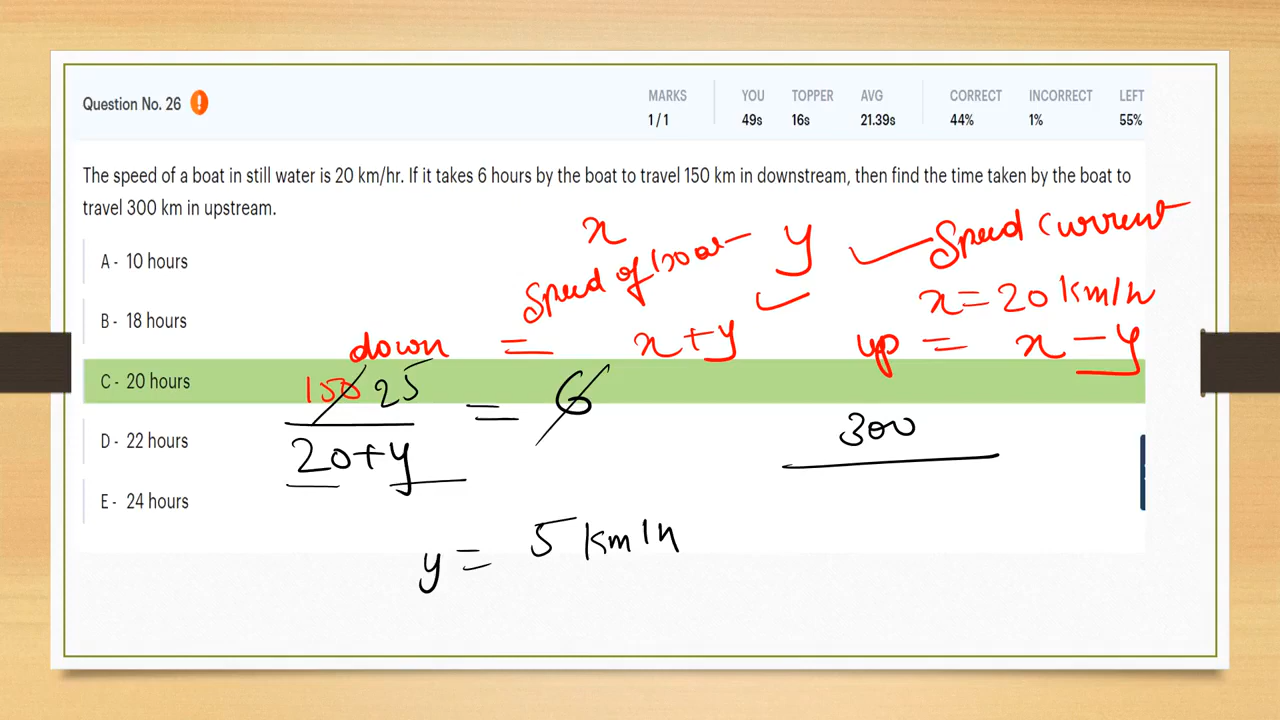 Question No. 26 !
MARKS YOU TOPPER AVG CORRECT INCORRECT LEFT
1 / 1 49s 16s 21.39s 44% 1% 55%
The speed of a boat in still water is 20 km/hr. If it takes 6 hours by the boat to travel 150 km in downstream, then find the time taken by the boat to
travel 300 km in upstream.
x
Speed of boat – y Speed current
A - 10 hours
x = 20 km/h
B - 18 hours
down = x + y up = x – y
C - 20 hours
150 25 = 6
20 + y
300
D - 22 hours
E - 24 hours
y = 5 km/h